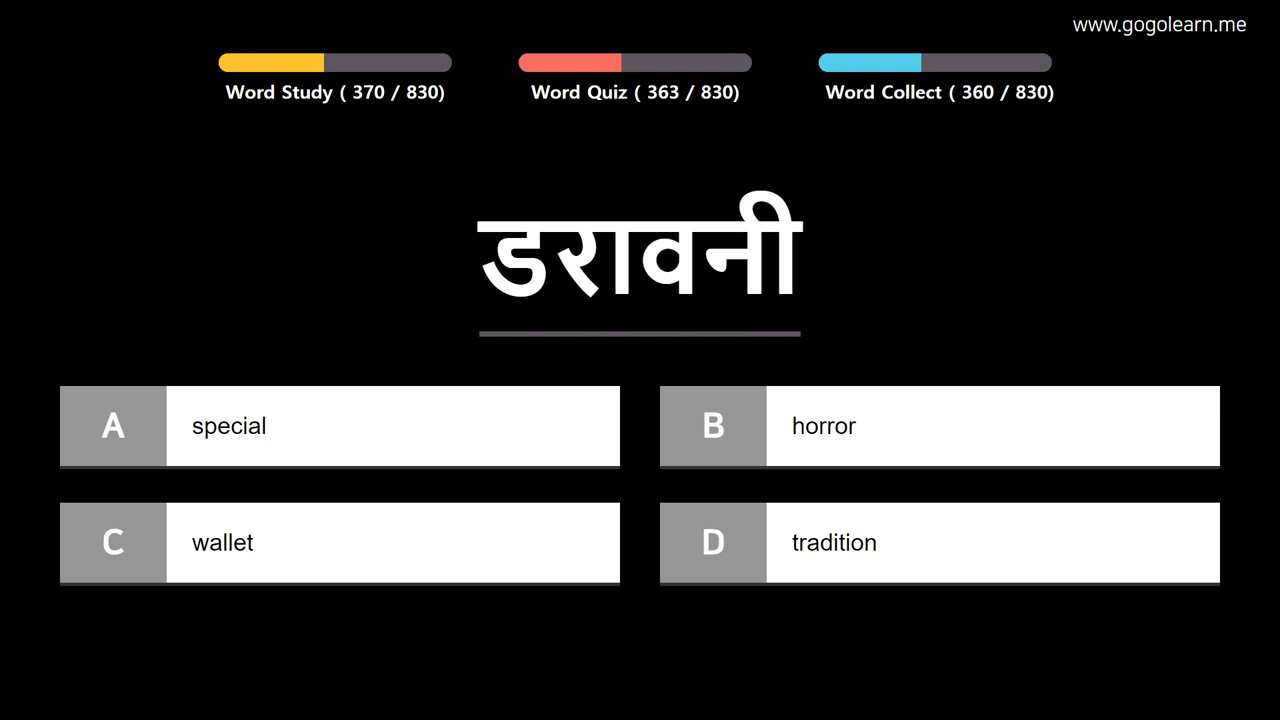 www.gogolearn.me
Word Study ( 370 / 830)
Word Quiz ( 363 / 830)
Word Collect ( 360 / 830)
डरावनी
A special
B horror
C wallet
D tradition